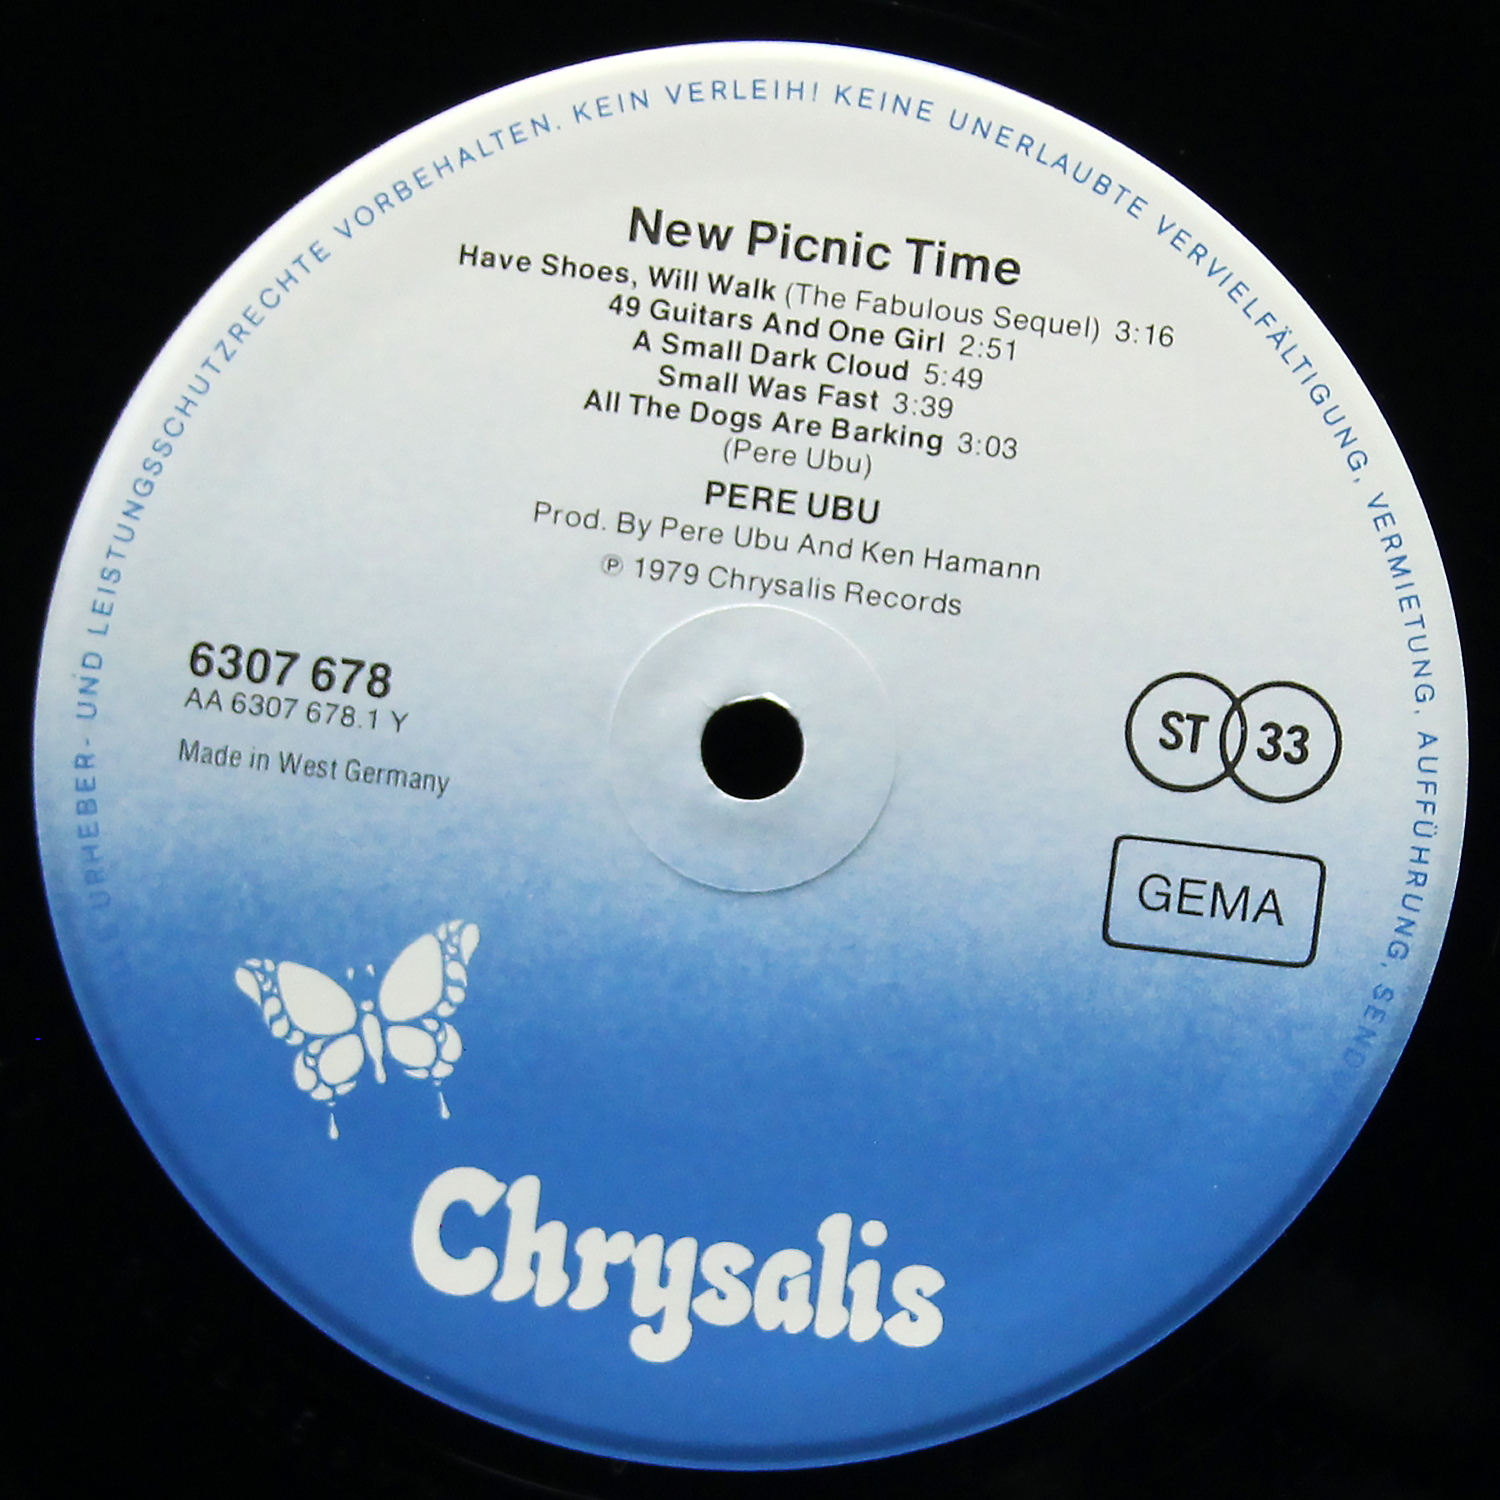 URHEBER- UND LEISTUNGSSCHUTZRECHTE VORBEHALTEN. KEIN VERLEIH! KEINE UNERLAUBTE VERVIELFÄLTIGUNG, VERMIETUNG, AUFFÜHRUNG,
New Picnic Time
Have Shoes, Will Walk (The Fabulous Sequel) 3:16
49 Guitars And One Girl 2:51
A Small Dark Cloud 5:49
Small Was Fast 3:39
All The Dogs Are Barking 3:03
(Pere Ubu)
PERE UBU
Prod. By Pere Ubu And Ken Hamann
℗ 1979 Chrysalis Records
6307 678
AA 6307 678.1 Y
Made in West Germany
ST 33
GEMA
Chrysalis